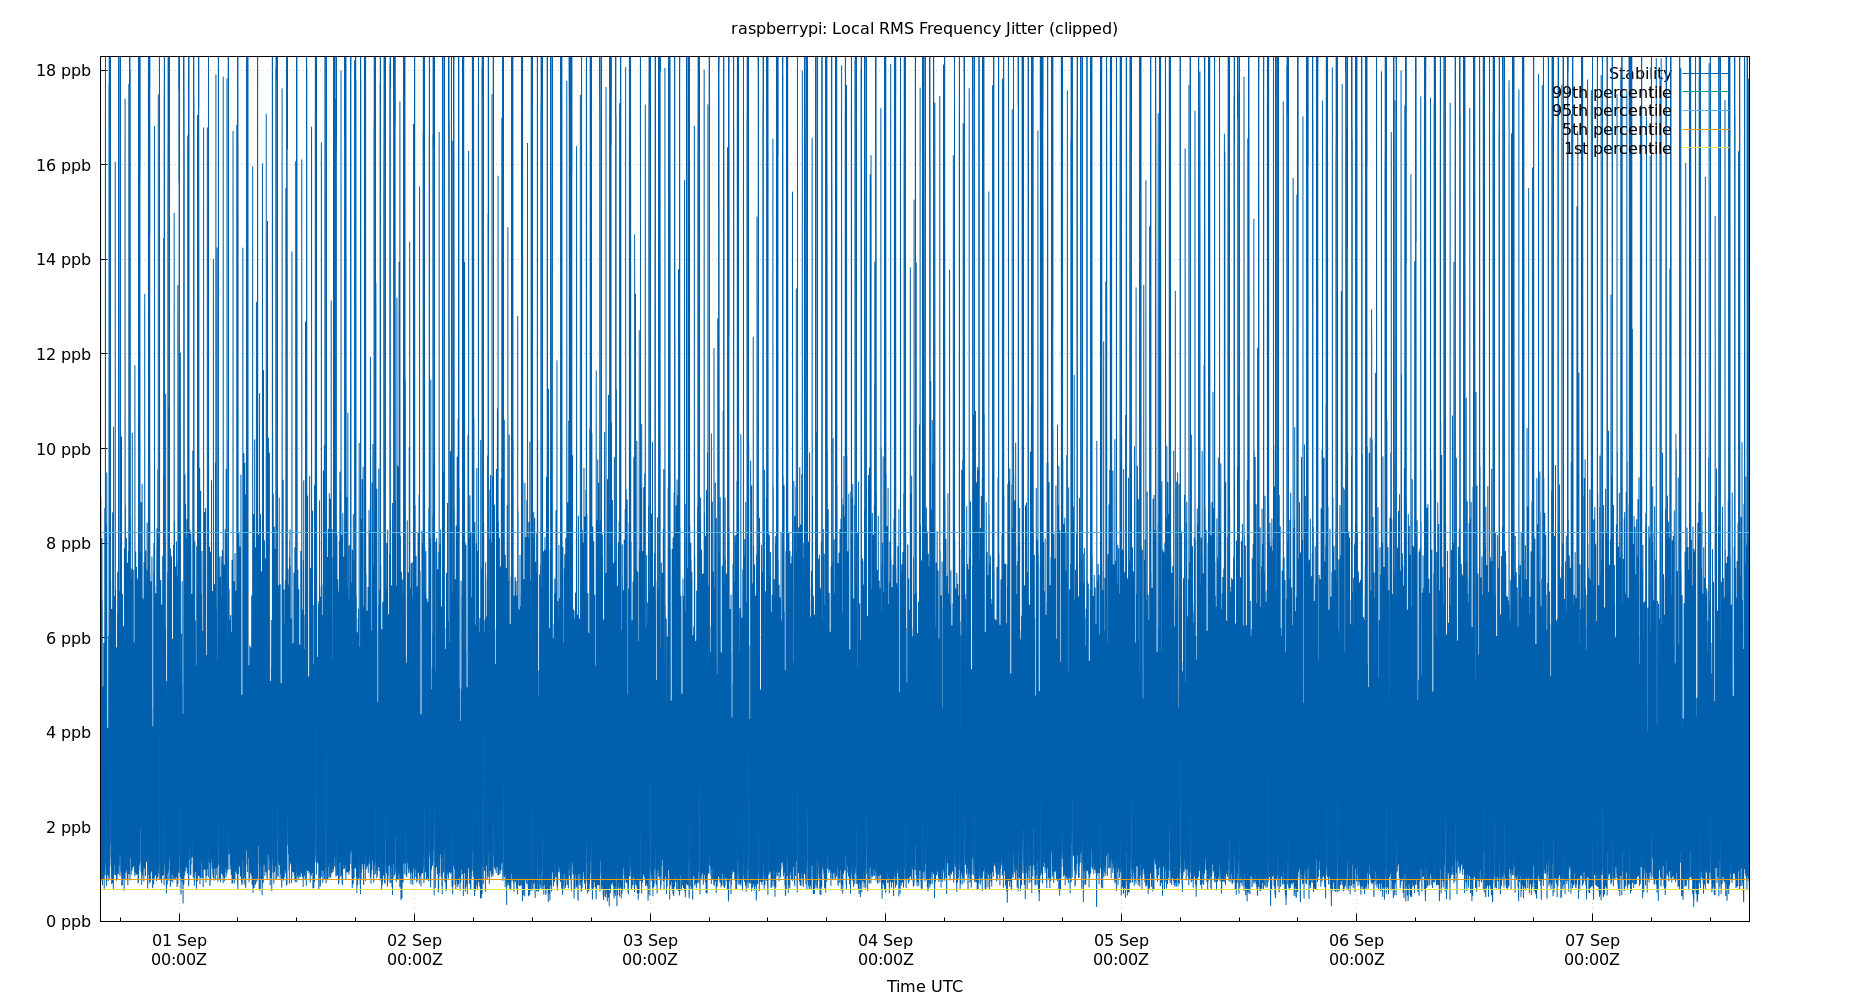 raspberrypi: Local RMS Frequency Jitter (clipped)
18 ppb
16 ppb
14 ppb
12 ppb
10 ppb
8 ppb
6 ppb
4 ppb
2 ppb
0 ppb
Stability
99th percentile
95th percentile
5th percentile
1st percentile
01 Sep
00:00Z
02 Sep
00:00Z
03 Sep
00:00Z
04 Sep
00:00Z
05 Sep
00:00Z
06 Sep
00:00Z
07 Sep
00:00Z
Time UTC